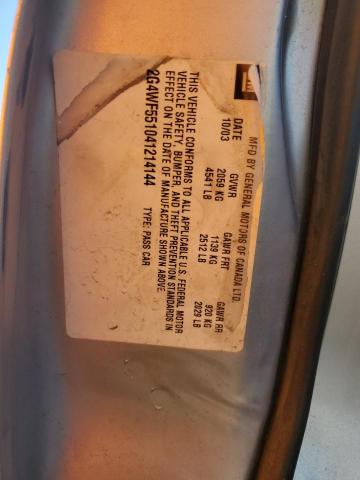 MFD BY GENERAL MOTORS OF CANADA LTD.
DATE GVWR GAWR FRT GAWR RR
10/03 2059 KG 1139 KG 920 KG
4541 LB 2512 LB 2029 LB
THIS VEHICLE CONFORMS TO ALL APPLICABLE U.S. FEDERAL MOTOR
VEHICLE SAFETY, BUMPER, AND THEFT PREVENTION STANDARDS IN
EFFECT ON THE DATE OF MANUFACTURE SHOWN ABOVE.
2G4WF551041214144 TYPE: PASS CAR